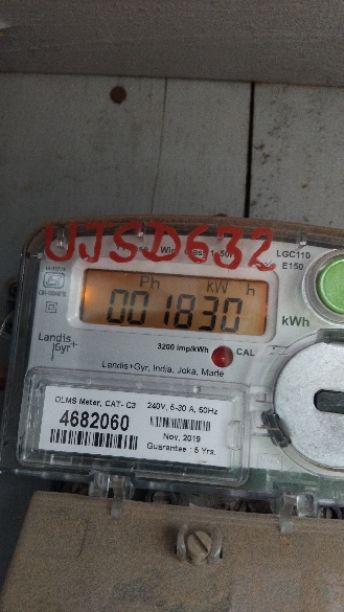 LGC110
E150
UJSD632
Ph kW h
001830
kWh
Landis
Gyr+
3200 imp/kWh
CAL
Landis+Gyr, India, Joka, Made
DLMS Meter, CAT- C3
240V, 5-30 A, 50Hz
4682060
Nov, 2019
Guarantee : 5 Yrs.